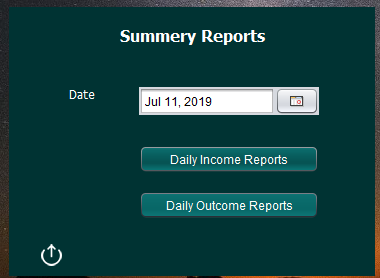 Summery Reports
Date
Jul 11, 2019
Daily Income Reports
Daily Outcome Reports